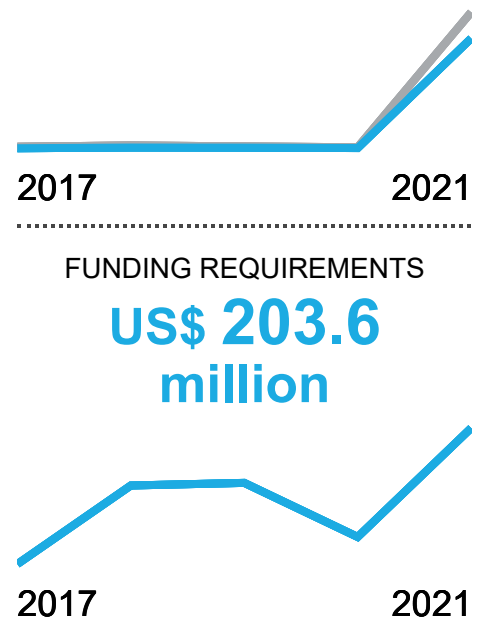 2017 2021
FUNDING REQUIREMENTS
US$ 203.6
million
2017 2021